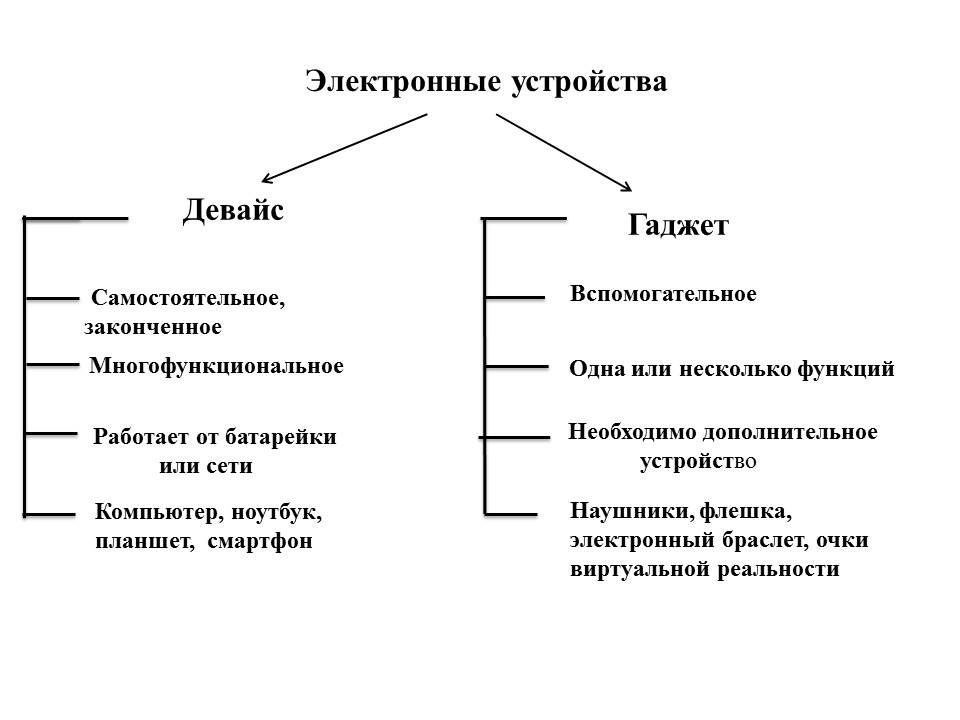 Электронные устройства
Девайс
Самостоятельное,
законченное
Многофункциональное
Работает от батарейки
или сети
Компьютер, ноутбук,
планшет, смартфон
Гаджет
Вспомогательное
Одна или несколько функций
Необходимо дополнительное
устройство
Наушники, флешка,
электронный браслет, очки
виртуальной реальности